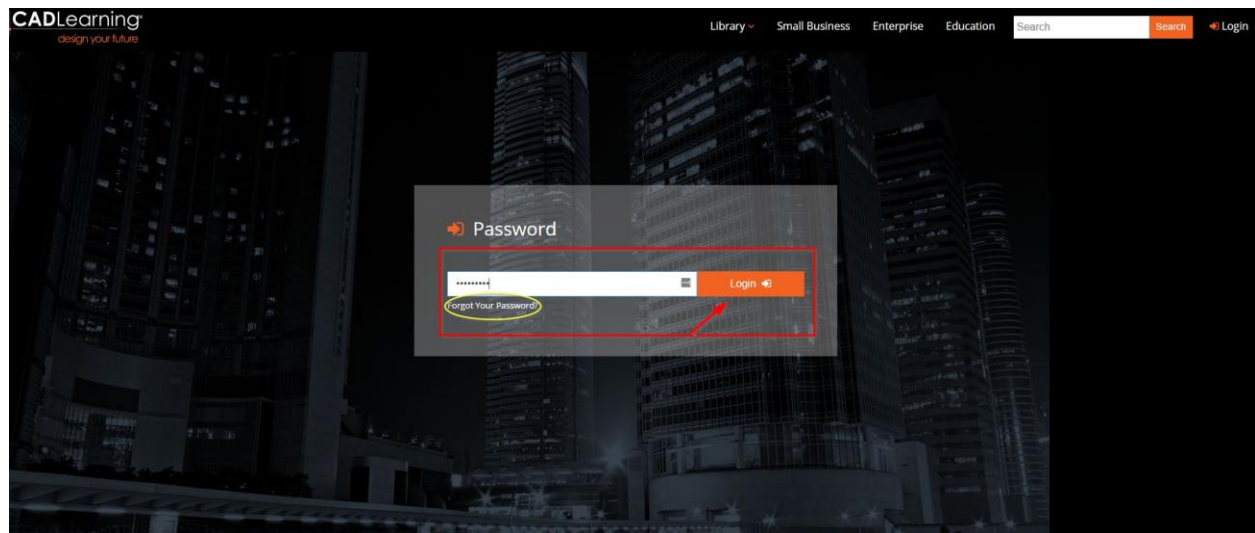 CADLearning®
design your future
Library
Small Business
Enterprise
Education
Search
Search
Login
Password
•••••••••
Login
Forgot Your Password?